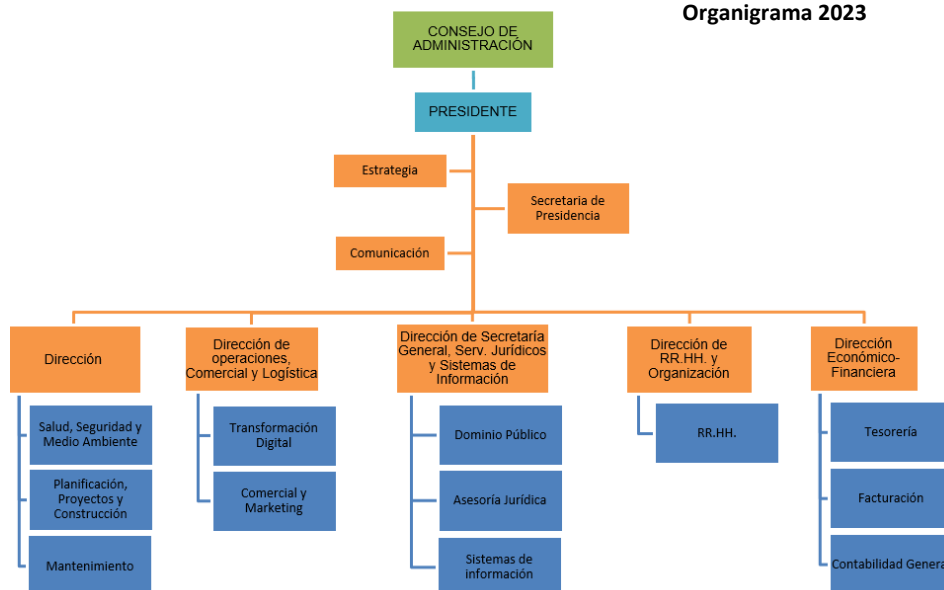 Organigrama 2023
CONSEJO DE
ADMINISTRACIÓN
PRESIDENTE
Estrategia
Secretaria de
Presidencia
Comunicación
Dirección
Dirección de
operaciones,
Comercial y Logística
Dirección de Secretaría
General, Serv. Jurídicos
y Sistemas de
Información
Dirección de
RR.HH. y
Organización
Dirección
Económico-
Financiera
Salud, Seguridad y
Medio Ambiente
Planificación,
Proyectos y
Construcción
Mantenimiento
Transformación
Digital
Comercial y
Marketing
Dominio Público
Asesoría Jurídica
Sistemas de
información
RR.HH.
Tesorería
Facturación
Contabilidad General